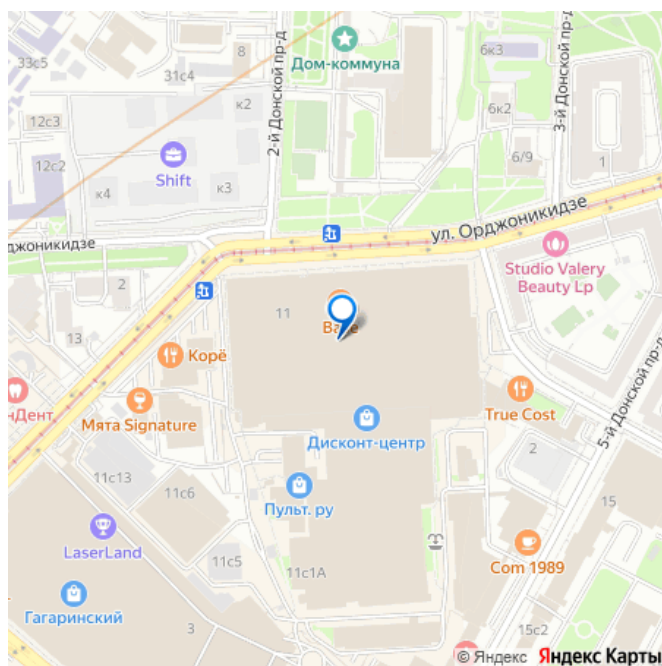 33с5
31с4
8
2-й Донской пр-д
Дом-коммуна
6к3
3-й Донской пр-д
к2
6к2
12с3
12с2
Shift
6/9
1
к4
к3
ул. Орджоникидзе
джоникидзе
Studio Valery
Beauty Lp
2
11
13
Корё
нДент
Мята Signature
True Cost
5-й Донской пр-д
Дисконт-центр
2
11с13
11с6
Пульт.ру
15
LaserLand
11с5
11с1А
Com 1989
Гагаринский
3
15с2
© Яндекс Яндекс Карты